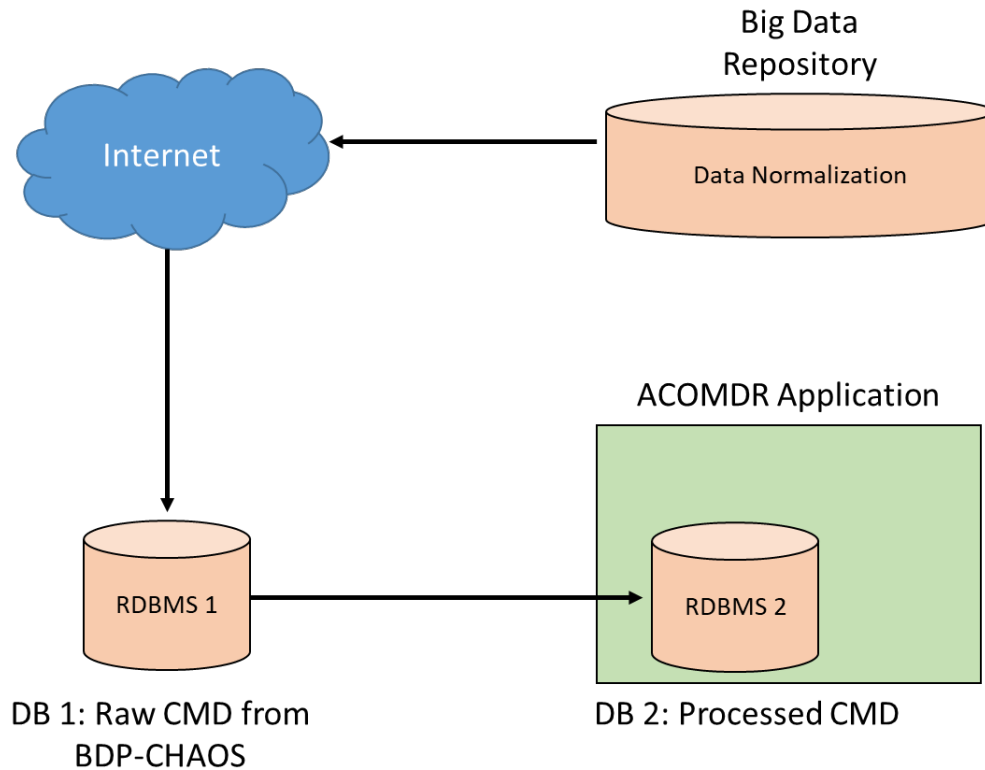 Big Data
Repository
Internet
Data Normalization
ACOMDR Application
RDBMS 1
RDBMS 2
DB 1: Raw CMD from
BDP-CHAOS
DB 2: Processed CMD